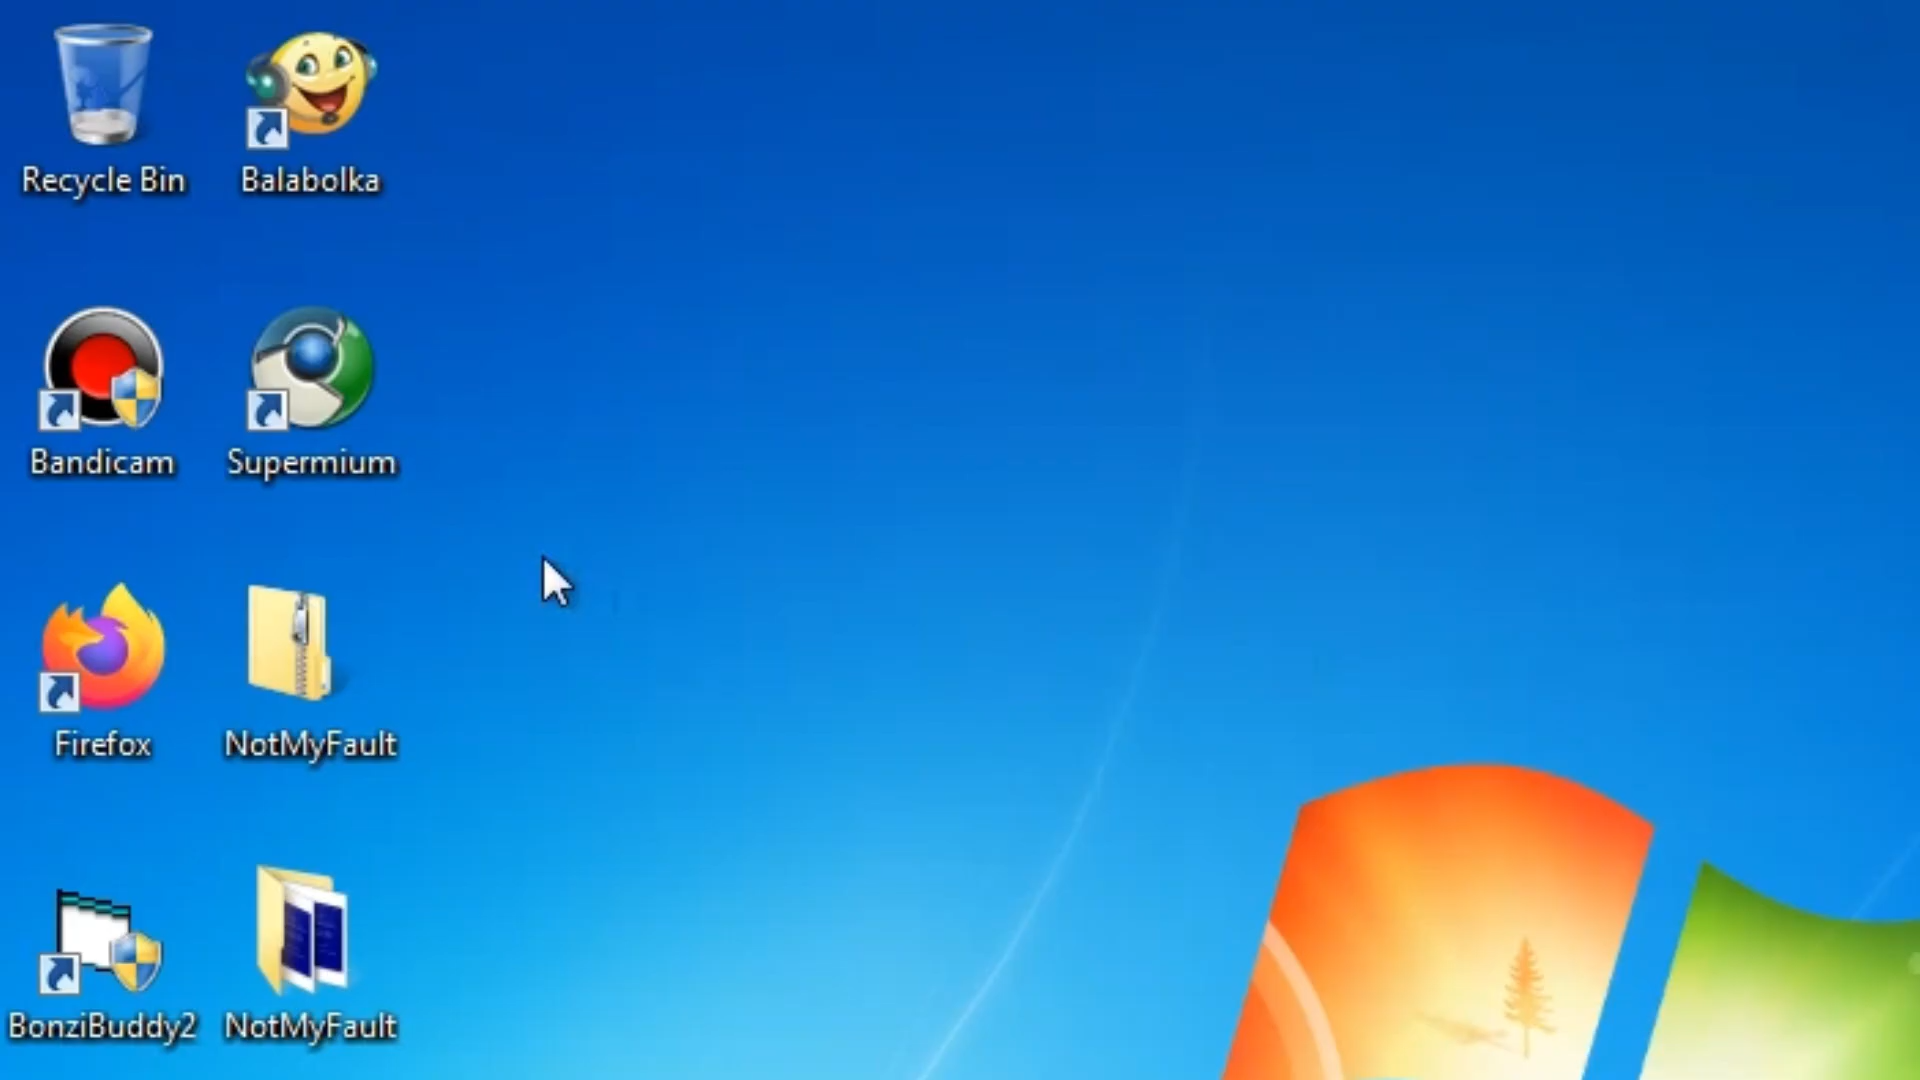 Recycle Bin
Balabolka
Bandicam
Supermium
Firefox
NotMyFault
BonziBuddy2
NotMyFault